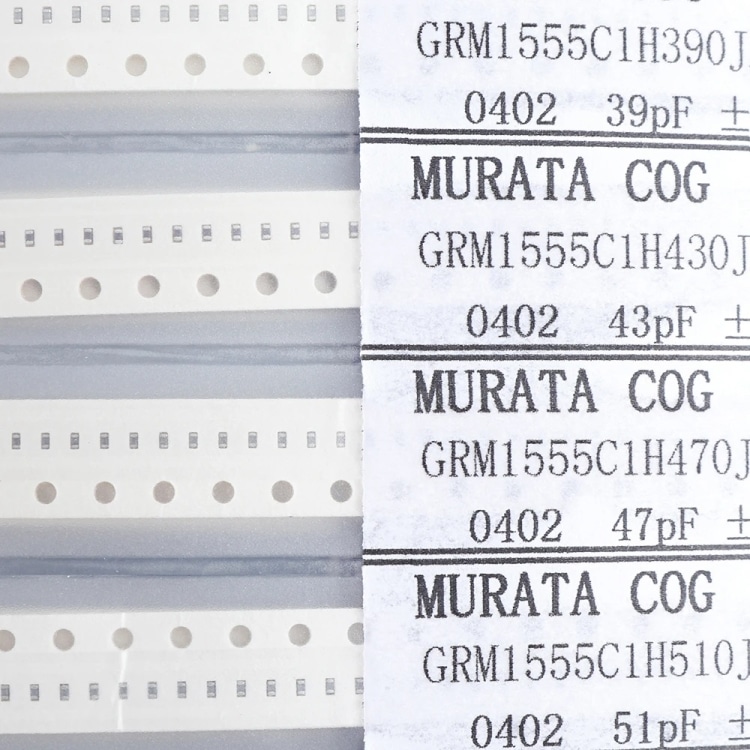 GRM1555C1H390J
0402 39pF ±
MURATA COG
GRM1555C1H430J
0402 43pF ±
MURATA COG
GRM1555C1H470J
0402 47pF ±
MURATA COG
GRM1555C1H510J
0402 51pF ±